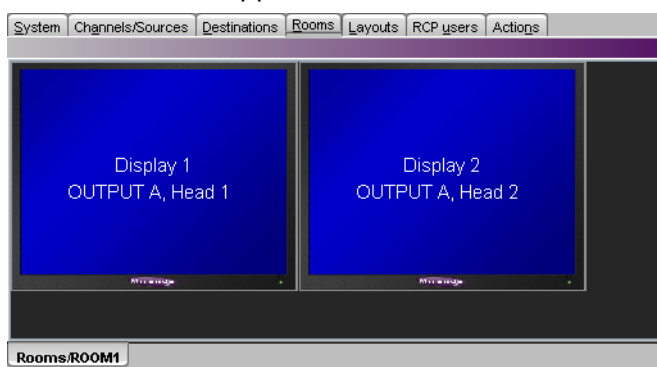 System Channels/Sources Destinations Rooms Layouts RCP users Actions
Display 1
OUTPUT A, Head 1
Display 2
OUTPUT A, Head 2
Rooms/ROOM1